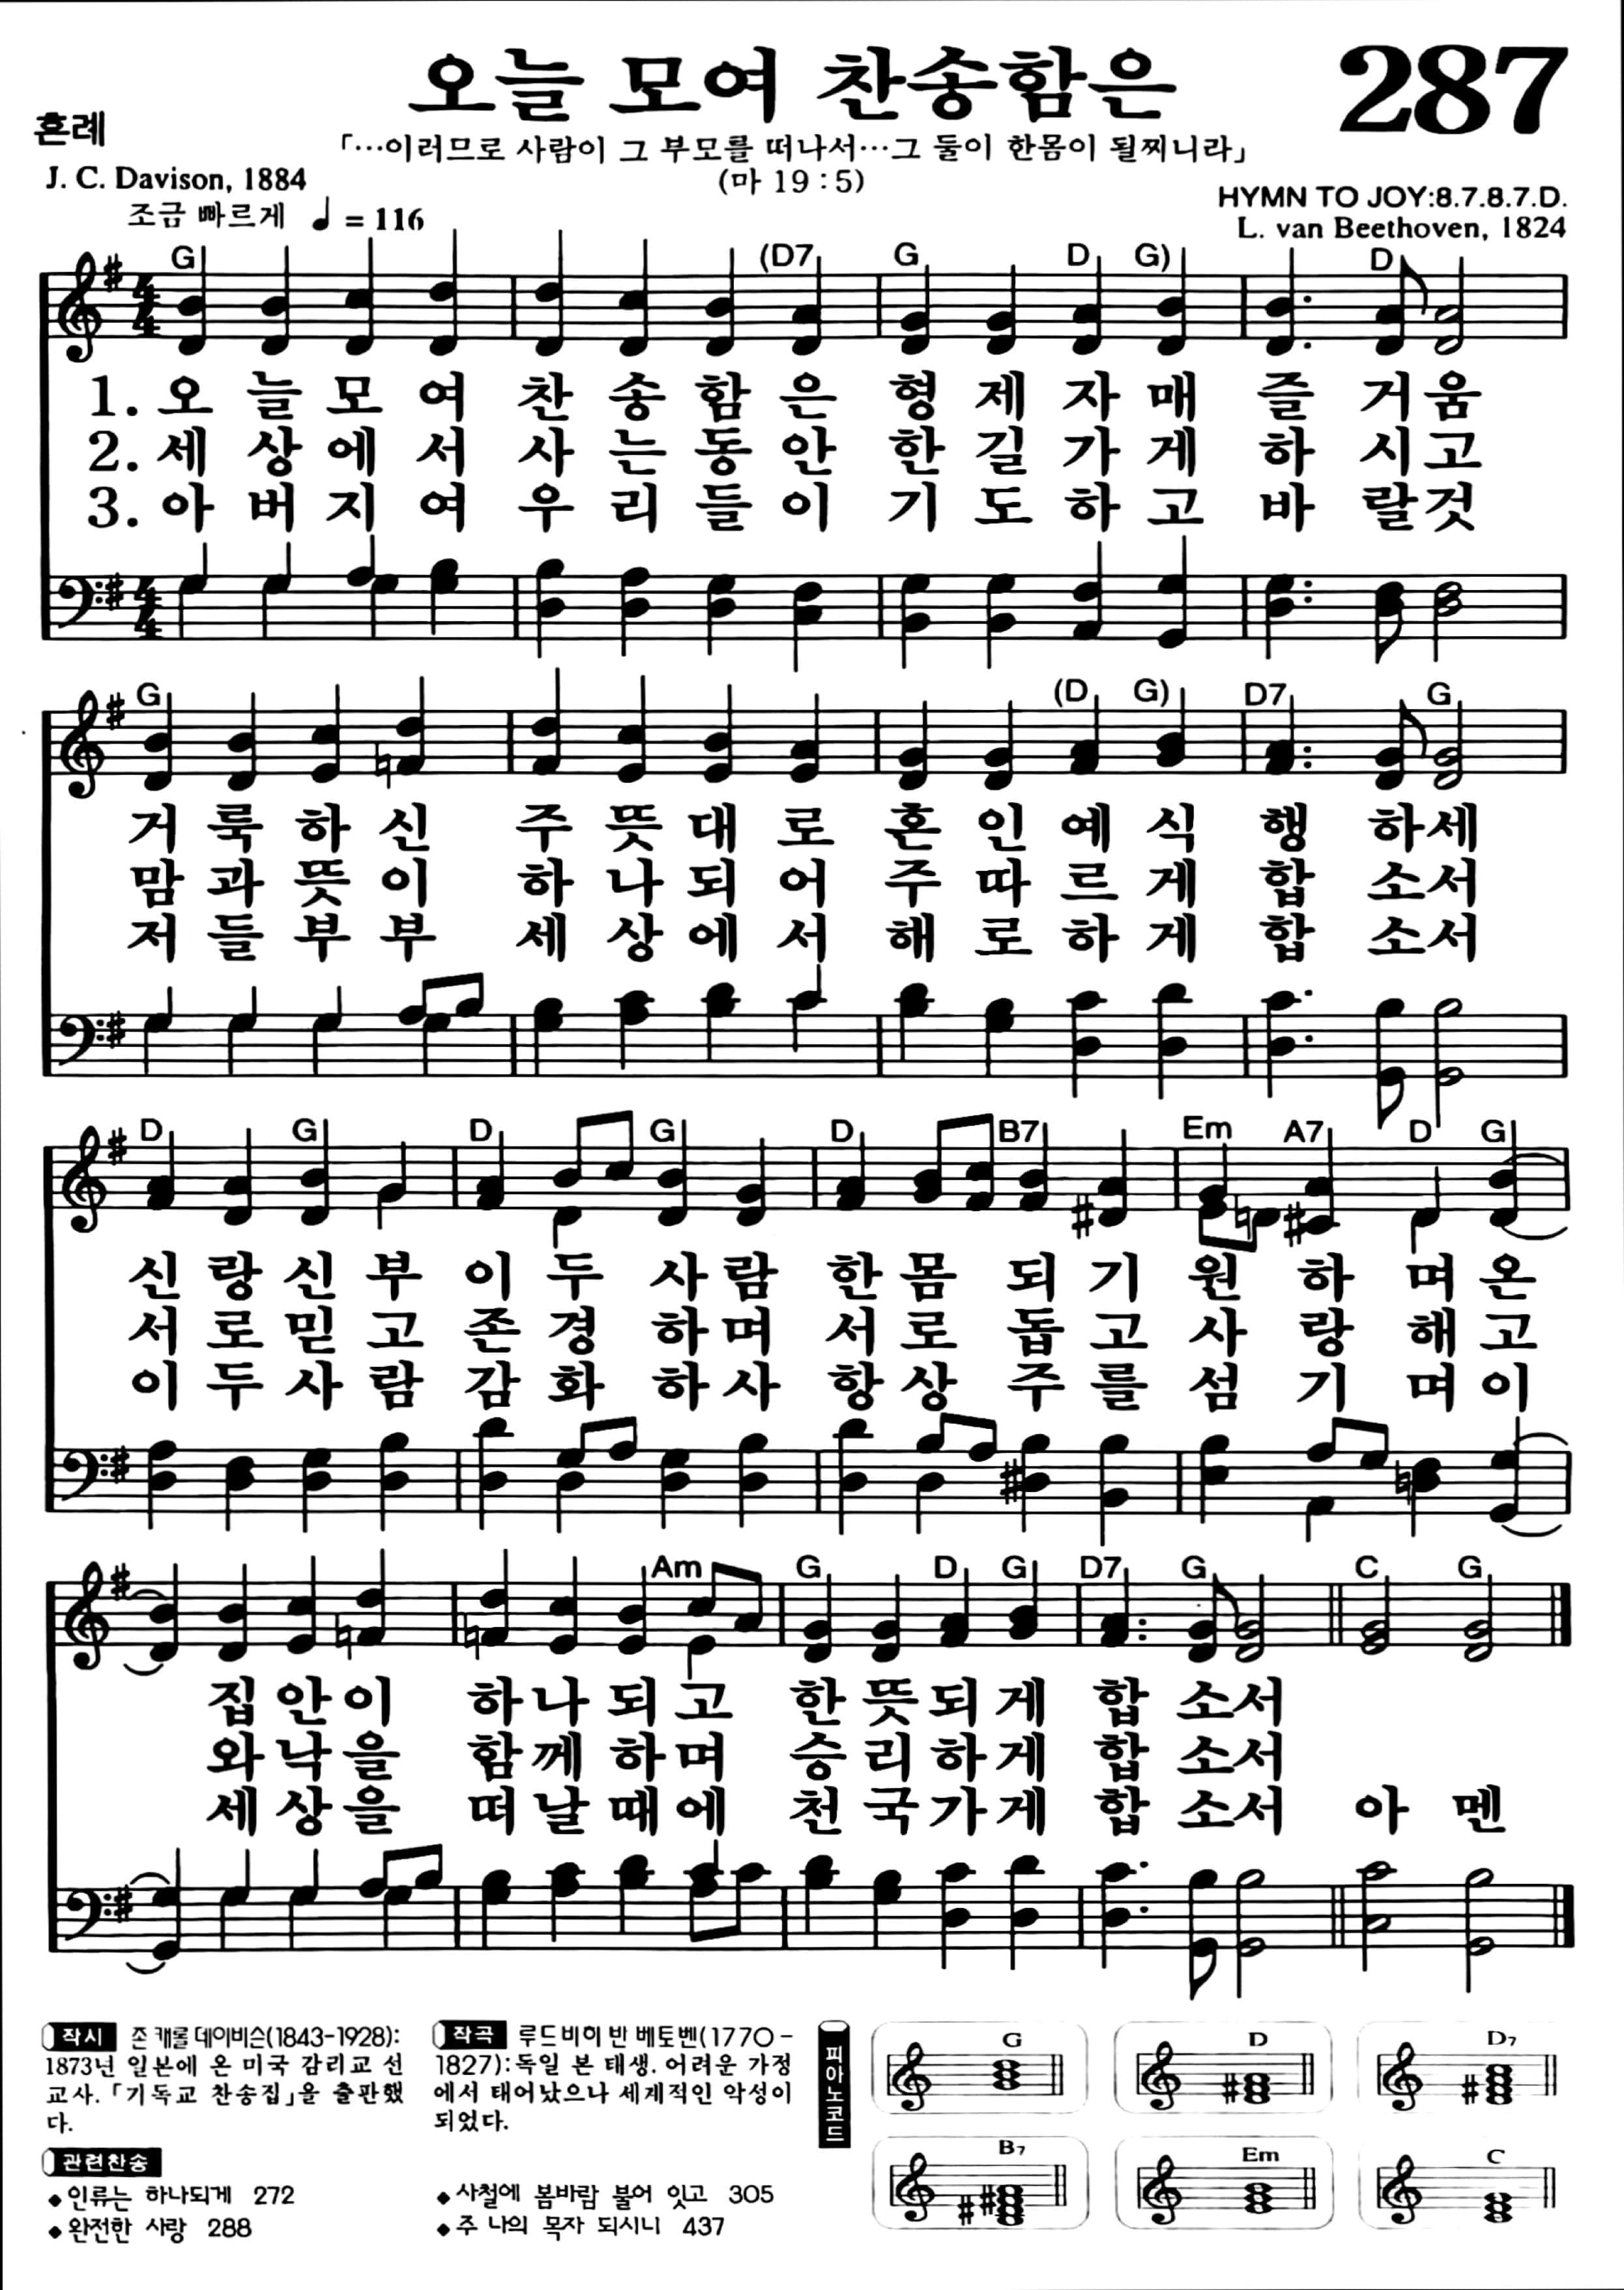 오늘 모여 찬송함은
287
혼례
「…이러므로 사람이 그 부모를 떠나서…그 둘이 한몸이 될찌니라」
(마 19 : 5)
J. C. Davison, 1884
조금 빠르게 ♩ = 116
HYMN TO JOY:8.7.8.7.D.
L. van Beethoven, 1824
G (D7 G D G) D
1. 오 늘 모 여 찬 송 함 은 형 제 자 매 즐 거 움
2. 세 상 에 서 사 는 동 안 한 길 가 게 하 시 고
3. 아 버 지 여 우 리 들 이 기 도 하 고 바 랄 것
G (D G) D7 G
거 룩 하 신 주 뜻 대 로 혼 인 예 식 행 하 세
맘 과 뜻 이 하 나 되 어 주 따 르 게 합 소 서
저 들 부 부 세 상 에 서 해 로 하 게 합 소 서
D G D G D B7 Em A7 D G
신 랑 신 부 이 두 사 람 한 몸 되 기 원 하 며 온
서 로 믿 고 존 경 하 며 서 로 돕 고 사 랑 해 고
이 두 사 람 감 화 하 사 항 상 주 를 섬 기 며 이
Am G D G D7 G C G
집 안 이 하 나 되 고 한 뜻 되 게 합 소 서
와 낙 을 함 께 하 며 승 리 하 게 합 소 서
세 상 을 떠 날 때 에 천 국 가 게 합 소 서 아 멘
작시 존 캐롤 데이비슨(1843-1928):
1873년 일본에 온 미국 감리교 선
교사.「기독교 찬송집」을 출판했
다.
작곡 루드비히 반 베토벤(1770-
1827):독일 본 태생. 어려운 가정
에서 태어났으나 세계적인 악성이
되었다.
관련찬송
◆인류는 하나되게 272
◆완전한 사랑 288
◆사철에 봄바람 불어 잇고 305
◆주 나의 목자 되시니 437
피아노코드
G D D7
B7 Em C